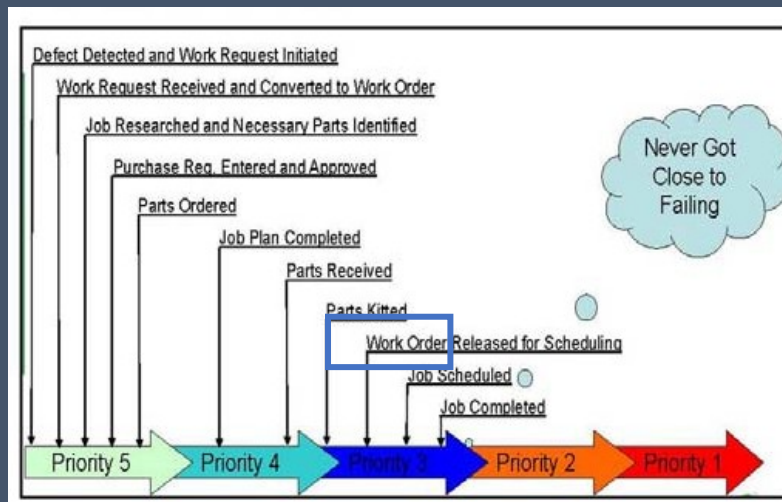 Defect Detected and Work Request Initiated
Work Request Received and Converted to Work Order
Job Researched and Necessary Parts Identified
Purchase Req. Entered and Approved
Parts Ordered
Job Plan Completed
Parts Received
Parts Kitted
Work Order Released for Scheduling
Job Scheduled
Job Completed
Never Got
Close to
Failing
Priority 5
Priority 4
Priority 3
Priority 2
Priority 1